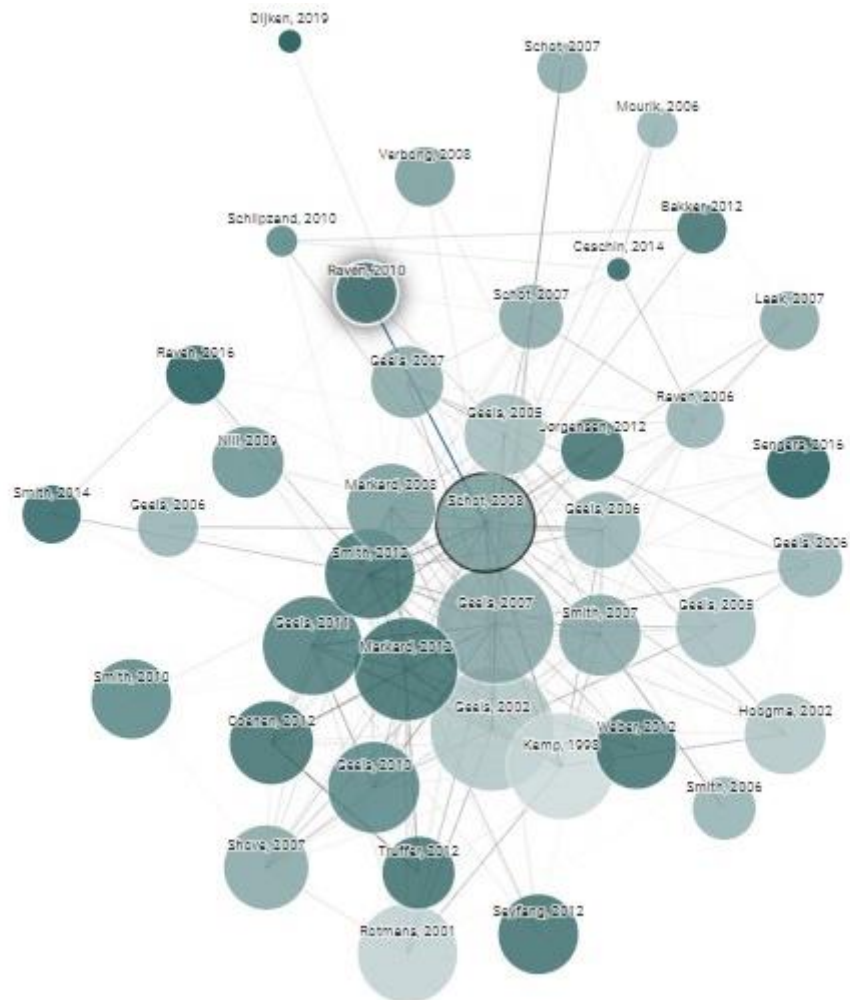 Dijken, 2019
Schot, 2007
Mourik, 2006
Verbong, 2008
Bakker, 2012
Schilpzand, 2010
Ceschin, 2014
Raven, 2010
Schot, 2007
Laak, 2007
Raven, 2016
Geels, 2007
Raven, 2006
Geels, 2005
Jørgensen, 2012
Nill, 2009
Sengers, 2016
Markard, 2008
Smith, 2014
Schot, 2008
Geels, 2006
Geels, 2006
Geels, 2006
Smith, 2012
Geels, 2007
Geels, 2005
Smith, 2007
Geels, 2011
Markard, 2012
Smith, 2010
Geels, 2002
Hoogma, 2002
Coenen, 2012
Weber, 2012
Kemp, 1998
Geels, 2010
Smith, 2006
Shove, 2007
Truffer, 2012
Seyfang, 2012
Rotmans, 2001